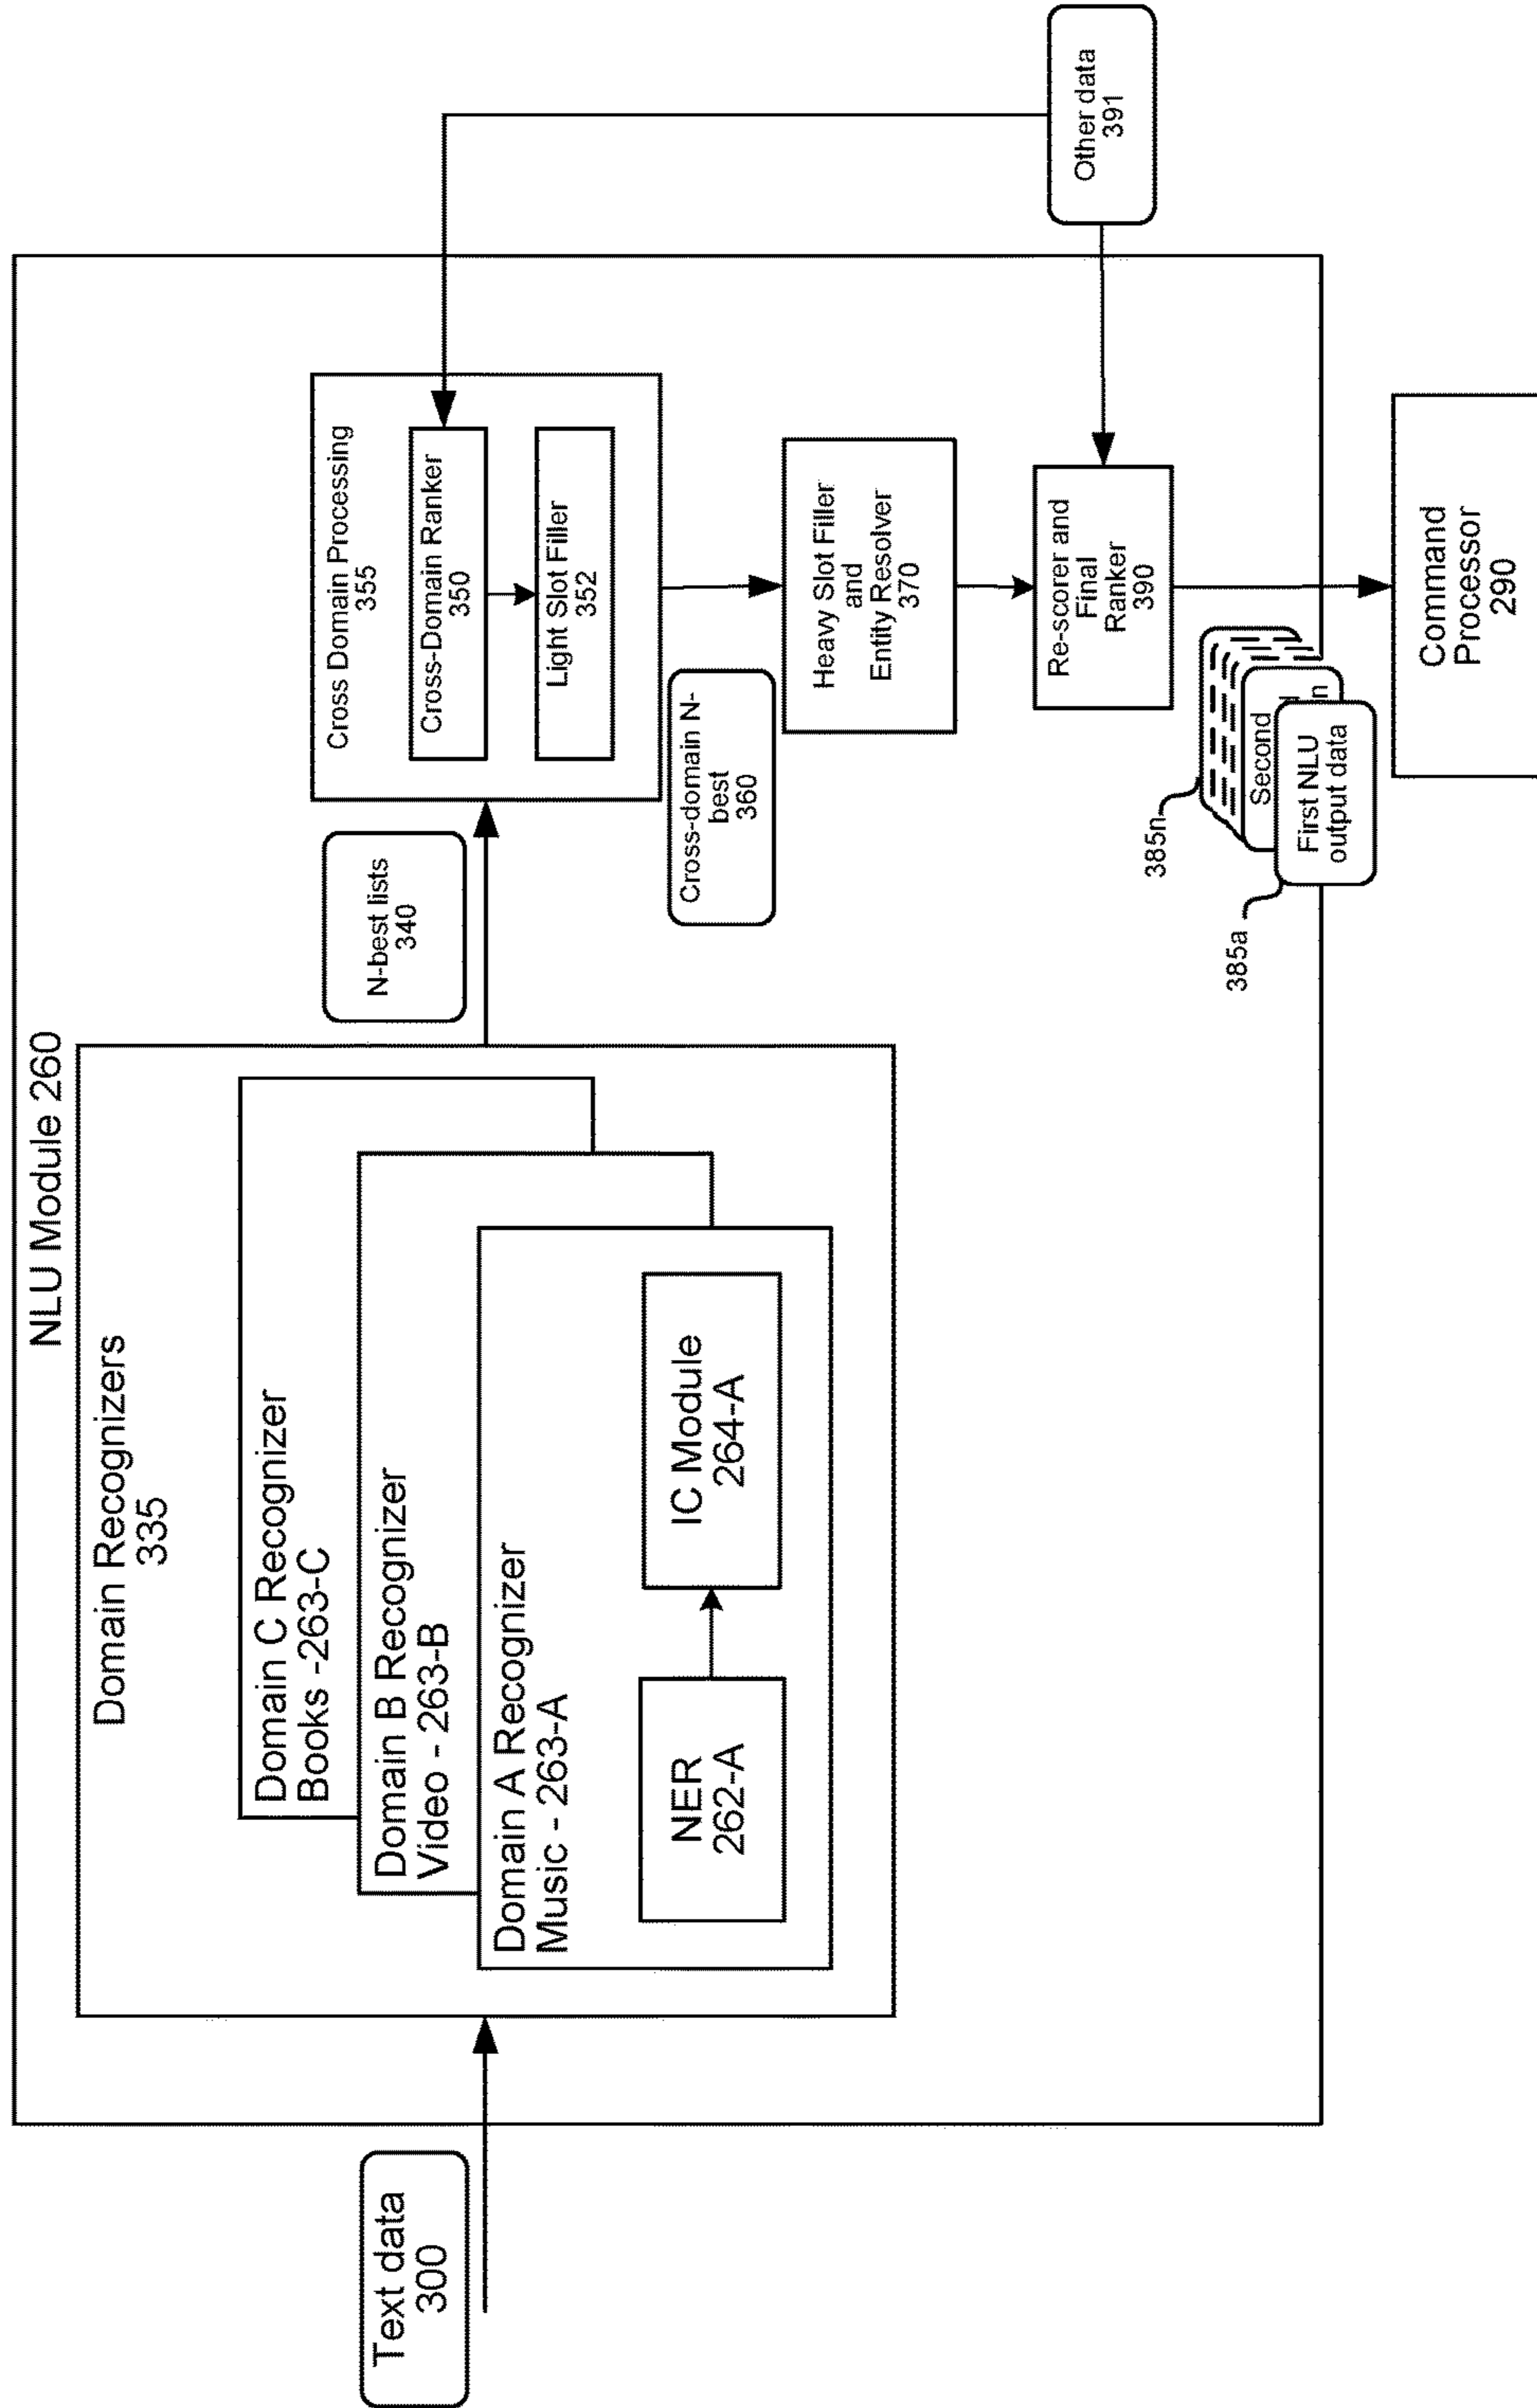 NLU Module 260
Text data
300
Domain Recognizers
335
Domain C Recognizer
Books -263-C
Domain B Recognizer
Video - 263-B
Domain A Recognizer
Music - 263-A
NER
262-A
IC Module
264-A
N-best lists
340
Cross Domain Processing
355
Cross-Domain Ranker
350
Light Slot Filler
352
Cross-domain N-
best
360
Heavy Slot Filler
and
Entity Resolver
370
Re-scorer and
Final
Ranker
390
Other data
391
385n
385a
Second
First NLU
output data
Command
Processor
290